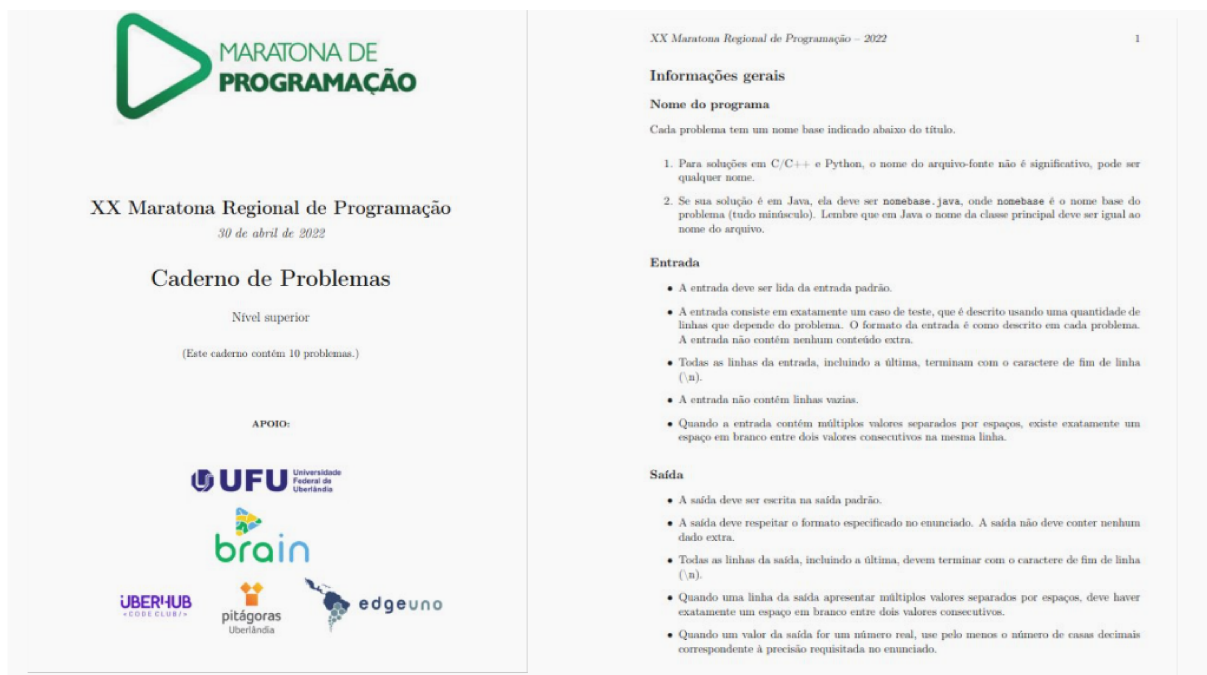 MARATONA DE
PROGRAMAÇÃO
XX Maratona Regional de Programação
30 de abril de 2022
Caderno de Problemas
Nível superior
(Este caderno contém 10 problemas.)
APOIO:
UFU Universidade
Federal de
Uberlândia
brain
ÜBERHUB
<CODE CLUB/>
pitágoras
Uberlândia
edgeuno
XX Maratona Regional de Programação – 2022 1
Informações gerais
Nome do programa
Cada problema tem um nome base indicado abaixo do título.
1. Para soluções em C/C++ e Python, o nome do arquivo-fonte não é significativo, pode ser
qualquer nome.
2. Se sua solução é em Java, ela deve ser nomebase.java, onde nomebase é o nome base do
problema (tudo minúsculo). Lembre que em Java o nome da classe principal deve ser igual ao
nome do arquivo.
Entrada
• A entrada deve ser lida da entrada padrão.
• A entrada consiste em exatamente um caso de teste, que é descrito usando uma quantidade de
linhas que depende do problema. O formato da entrada é como descrito em cada problema.
A entrada não contém nenhum conteúdo extra.
• Todas as linhas da entrada, incluindo a última, terminam com o caractere de fim de linha
(\n).
• A entrada não contém linhas vazias.
• Quando a entrada contém múltiplos valores separados por espaços, existe exatamente um
espaço em branco entre dois valores consecutivos na mesma linha.
Saída
• A saída deve ser escrita na saída padrão.
• A saída deve respeitar o formato especificado no enunciado. A saída não deve conter nenhum
dado extra.
• Todas as linhas da saída, incluindo a última, devem terminar com o caractere de fim de linha
(\n).
• Quando uma linha da saída apresentar múltiplos valores separados por espaços, deve haver
exatamente um espaço em branco entre dois valores consecutivos.
• Quando um valor da saída for um número real, use pelo menos o número de casas decimais
correspondente à precisão requisitada no enunciado.